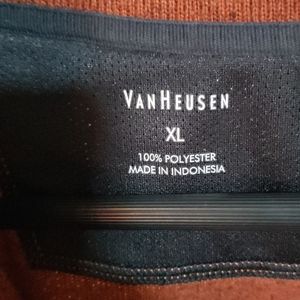 VANHEUSEN
XL
100% POLYESTER
MADE IN INDONESIA